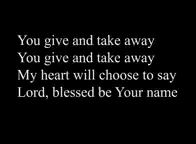 You give and take away
You give and take away
My heart will choose to say
Lord, blessed be Your name